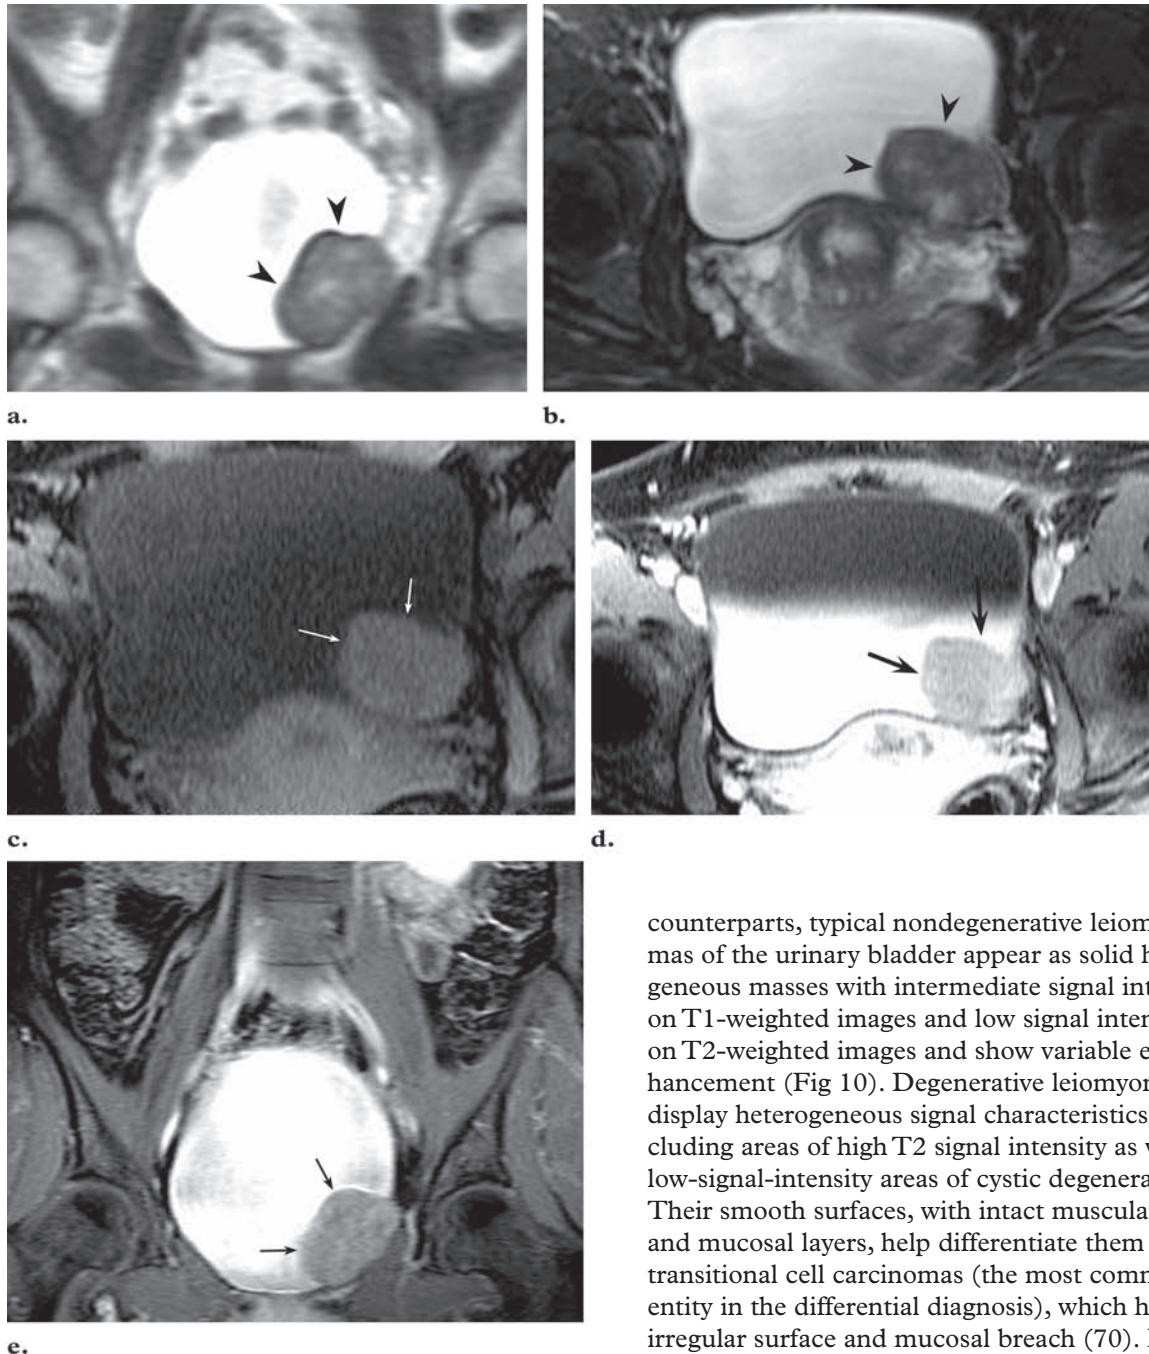 a.
b.
c.
d.
e.
counterparts, typical nondegenerative leiom
mas of the urinary bladder appear as solid h
geneous masses with intermediate signal int
on T1-weighted images and low signal inten
on T2-weighted images and show variable e
hancement (Fig 10). Degenerative leiomyon
display heterogeneous signal characteristics,
cluding areas of high T2 signal intensity as w
low-signal-intensity areas of cystic degenera
Their smooth surfaces, with intact muscular
and mucosal layers, help differentiate them
transitional cell carcinomas (the most comm
entity in the differential diagnosis), which h
irregular surface and mucosal breach (70).